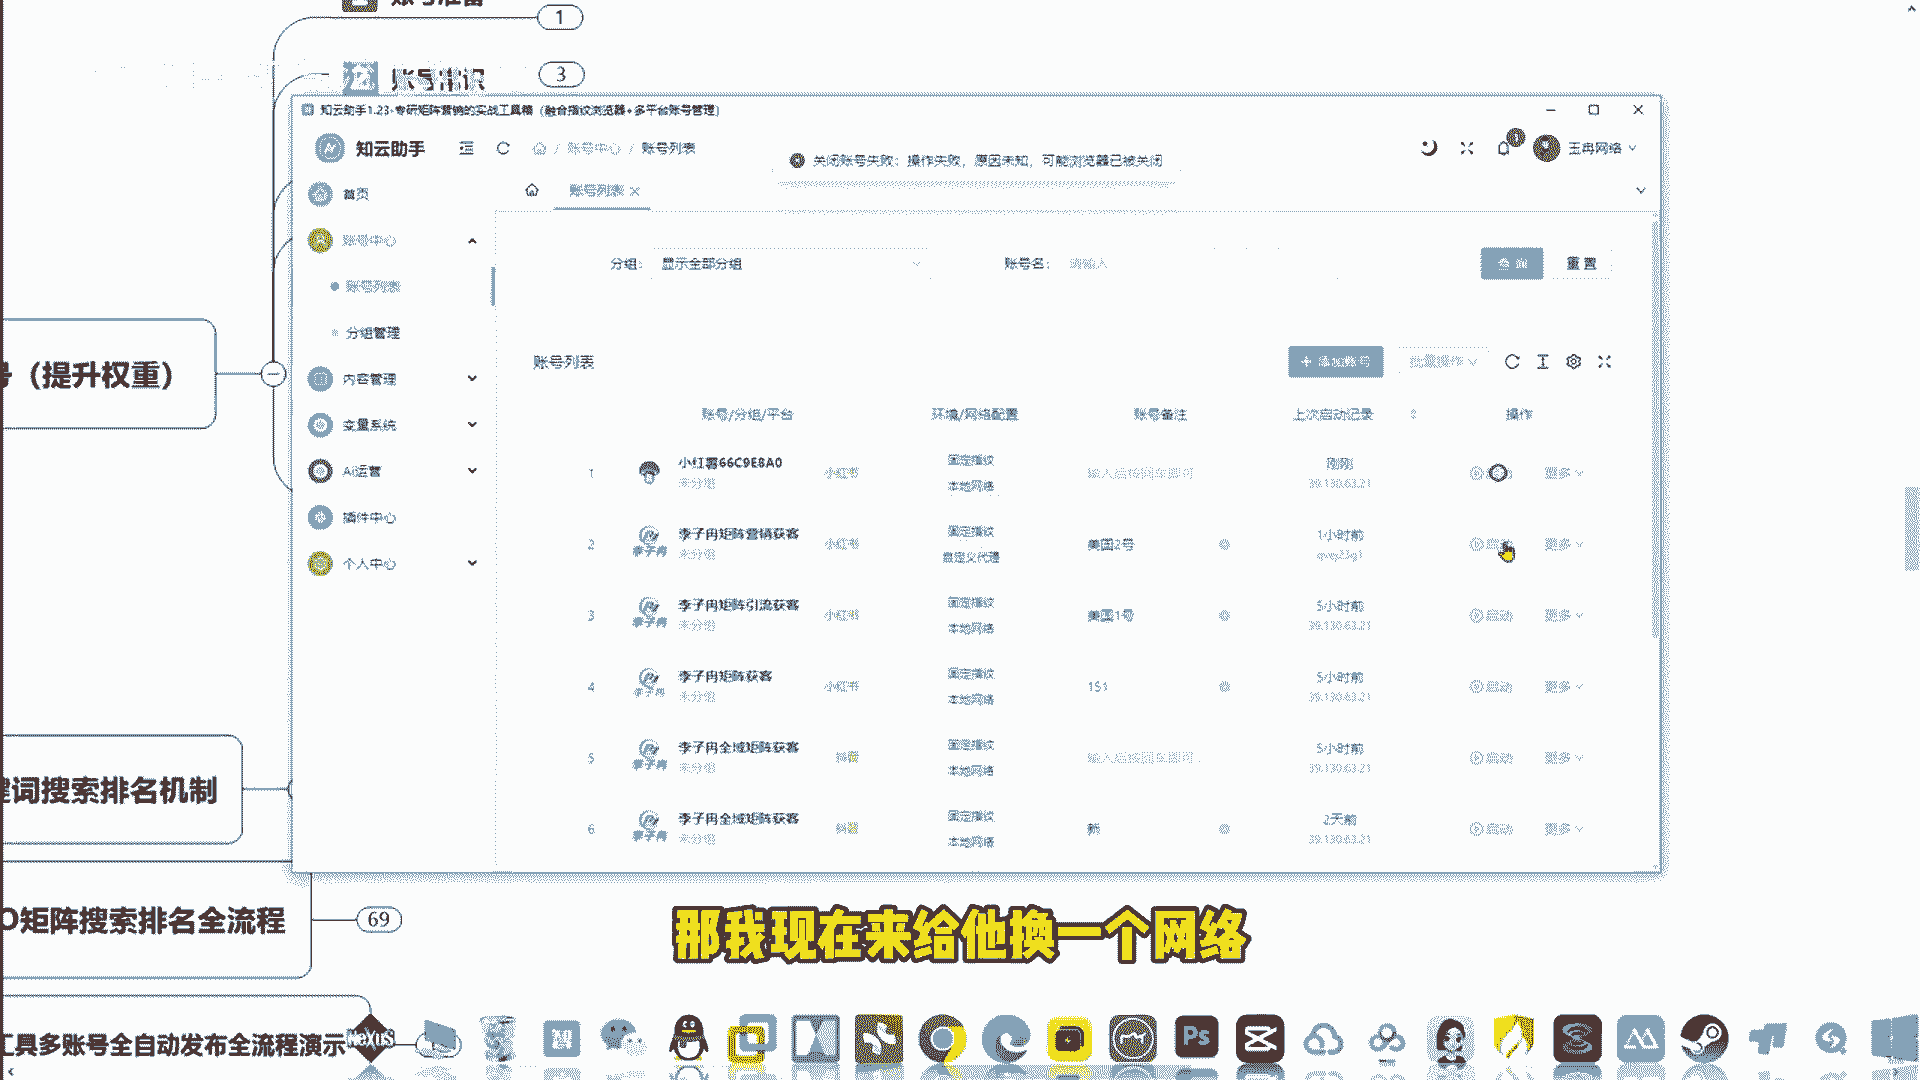 1
账号常识
3
知云助手1.23-专研矩阵营销的实战工具箱（融合指纹浏览器+多平台账号管理）
知云助手
/ 账号中心 / 账号列表
关闭账号失败：操作失败，原因未知，可能浏览器已被关闭
王冉网络
首页
账号列表
账号中心
账号列表
分组管理
内容管理
变量系统
AI运营
插件中心
个人中心
分组：
显示全部分组
账号名：
请输入
查询
重置
账号列表
+ 添加账号
批量操作
账号/分组/平台
环境/网络配置
账号备注
上次启动记录
操作
1
小红薯66C9E8A0
未分组
小红书
固定指纹
本地网络
输入后按回车即可
刚刚
39.130.63.21
更多
2
李子冉矩阵营销获客
未分组
小红书
固定指纹
自定义代理
美国2号
1小时前
启动
更多
3
李子冉矩阵引流获客
未分组
小红书
固定指纹
本地网络
美国1号
5小时前
39.130.63.21
启动
更多
4
李子冉矩阵获客
未分组
小红书
固定指纹
本地网络
151
5小时前
39.130.63.21
启动
更多
5
李子冉全域矩阵获客
未分组
抖音
固定指纹
本地网络
输入后按回车即可
5小时前
39.130.63.21
启动
更多
6
李子冉全域矩阵获客
未分组
抖音
固定指纹
本地网络
新
2天前
39.130.63.21
启动
更多
号（提升权重）
键词搜索排名机制
O矩阵搜索排名全流程
69
工具多账号全自动发布全流程演示
那我现在来给他换一个网络
NeXuS
Ps